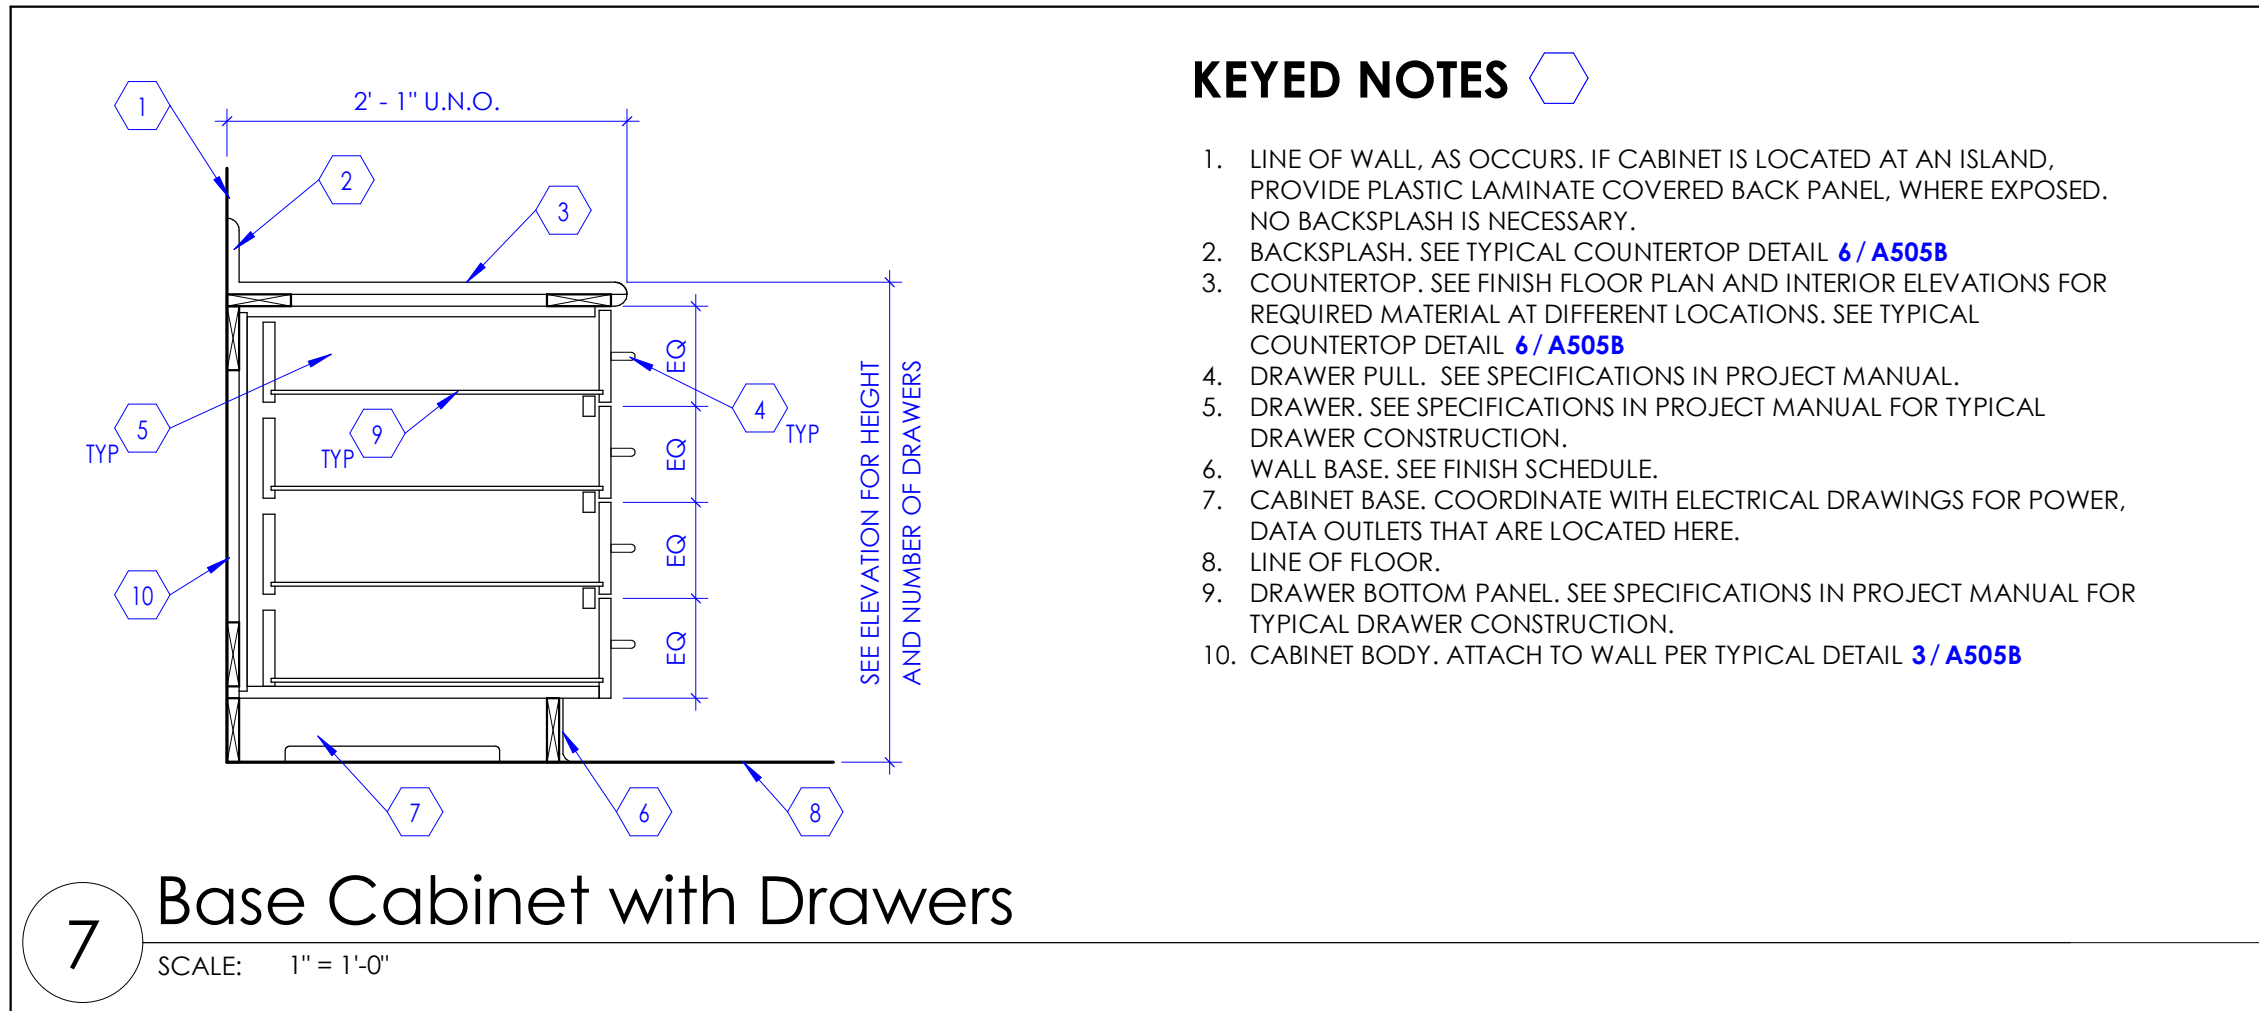 1
2' - 1" U.N.O.
2
3
EQ
EQ
EQ
EQ
4
TYP
5
TYP
9
TYP
10
SEE ELEVATION FOR HEIGHT
AND NUMBER OF DRAWERS
7
6
8
7
Base Cabinet with Drawers
SCALE: 1" = 1'-0"
KEYED NOTES
1. LINE OF WALL, AS OCCURS. IF CABINET IS LOCATED AT AN ISLAND,
PROVIDE PLASTIC LAMINATE COVERED BACK PANEL, WHERE EXPOSED.
NO BACKSPLASH IS NECESSARY.
2. BACKSPLASH. SEE TYPICAL COUNTERTOP DETAIL 6 / A505B
3. COUNTERTOP. SEE FINISH FLOOR PLAN AND INTERIOR ELEVATIONS FOR
REQUIRED MATERIAL AT DIFFERENT LOCATIONS. SEE TYPICAL
COUNTERTOP DETAIL 6 / A505B
4. DRAWER PULL. SEE SPECIFICATIONS IN PROJECT MANUAL.
5. DRAWER. SEE SPECIFICATIONS IN PROJECT MANUAL FOR TYPICAL
DRAWER CONSTRUCTION.
6. WALL BASE. SEE FINISH SCHEDULE.
7. CABINET BASE. COORDINATE WITH ELECTRICAL DRAWINGS FOR POWER,
DATA OUTLETS THAT ARE LOCATED HERE.
8. LINE OF FLOOR.
9. DRAWER BOTTOM PANEL. SEE SPECIFICATIONS IN PROJECT MANUAL FOR
TYPICAL DRAWER CONSTRUCTION.
10. CABINET BODY. ATTACH TO WALL PER TYPICAL DETAIL 3 / A505B